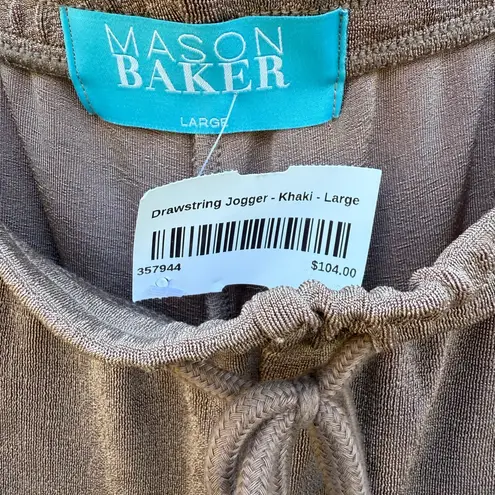 MASON
BAKER
LARGE
Drawstring Jogger - Khaki - Large
357944 $104.00